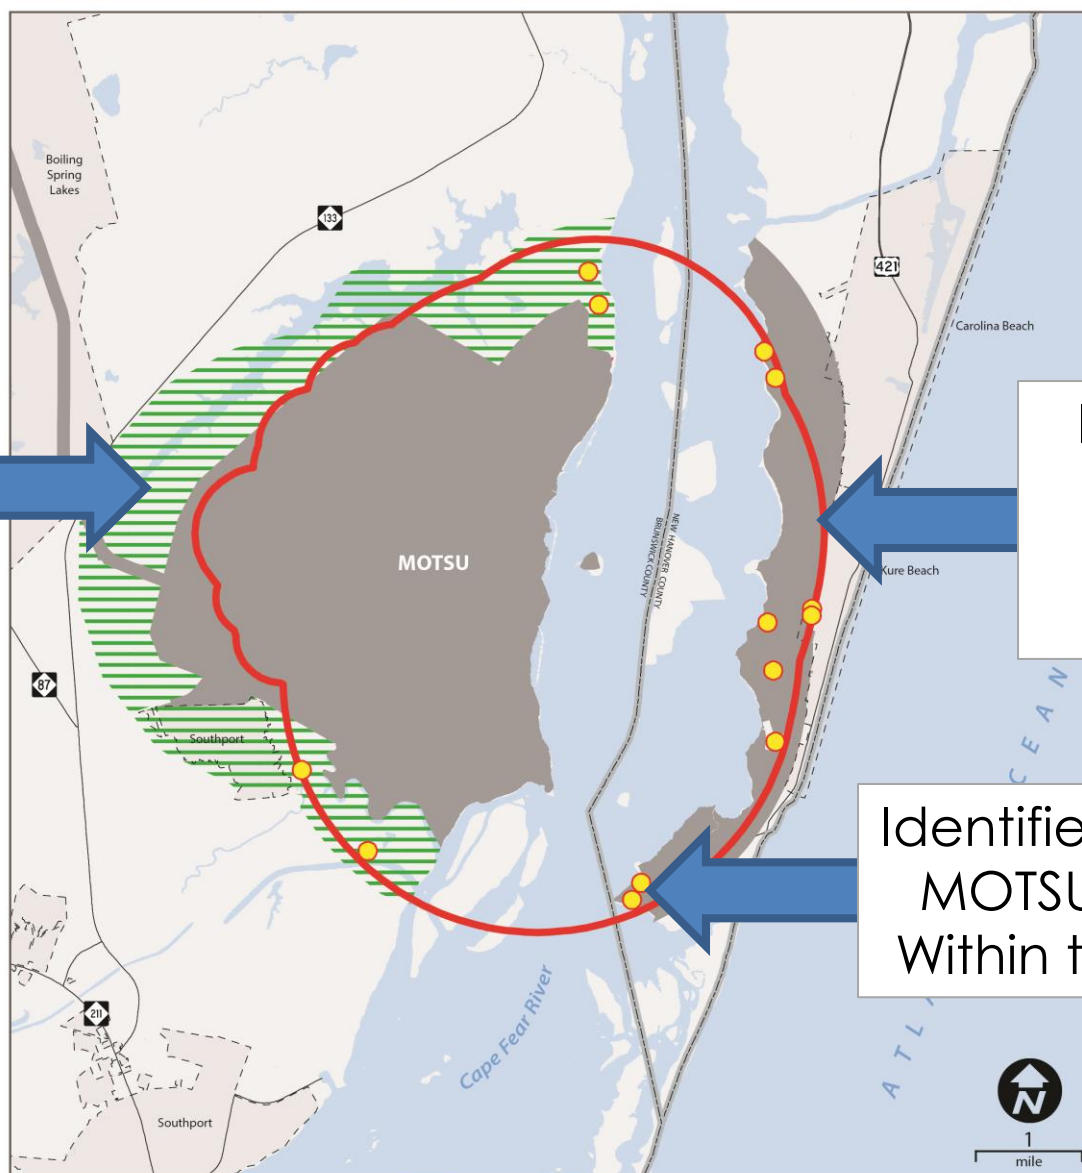 Boiling
Spring
Lakes
133
421
Carolina Beach
MOTSU
NEW HANOVER COUNTY
BRUNSWICK COUNTY
Kure Beach
87
Southport
OCEAN
Identifie
MOTSU
Within t
Cape Fear River
211
Southport
N
1
mile